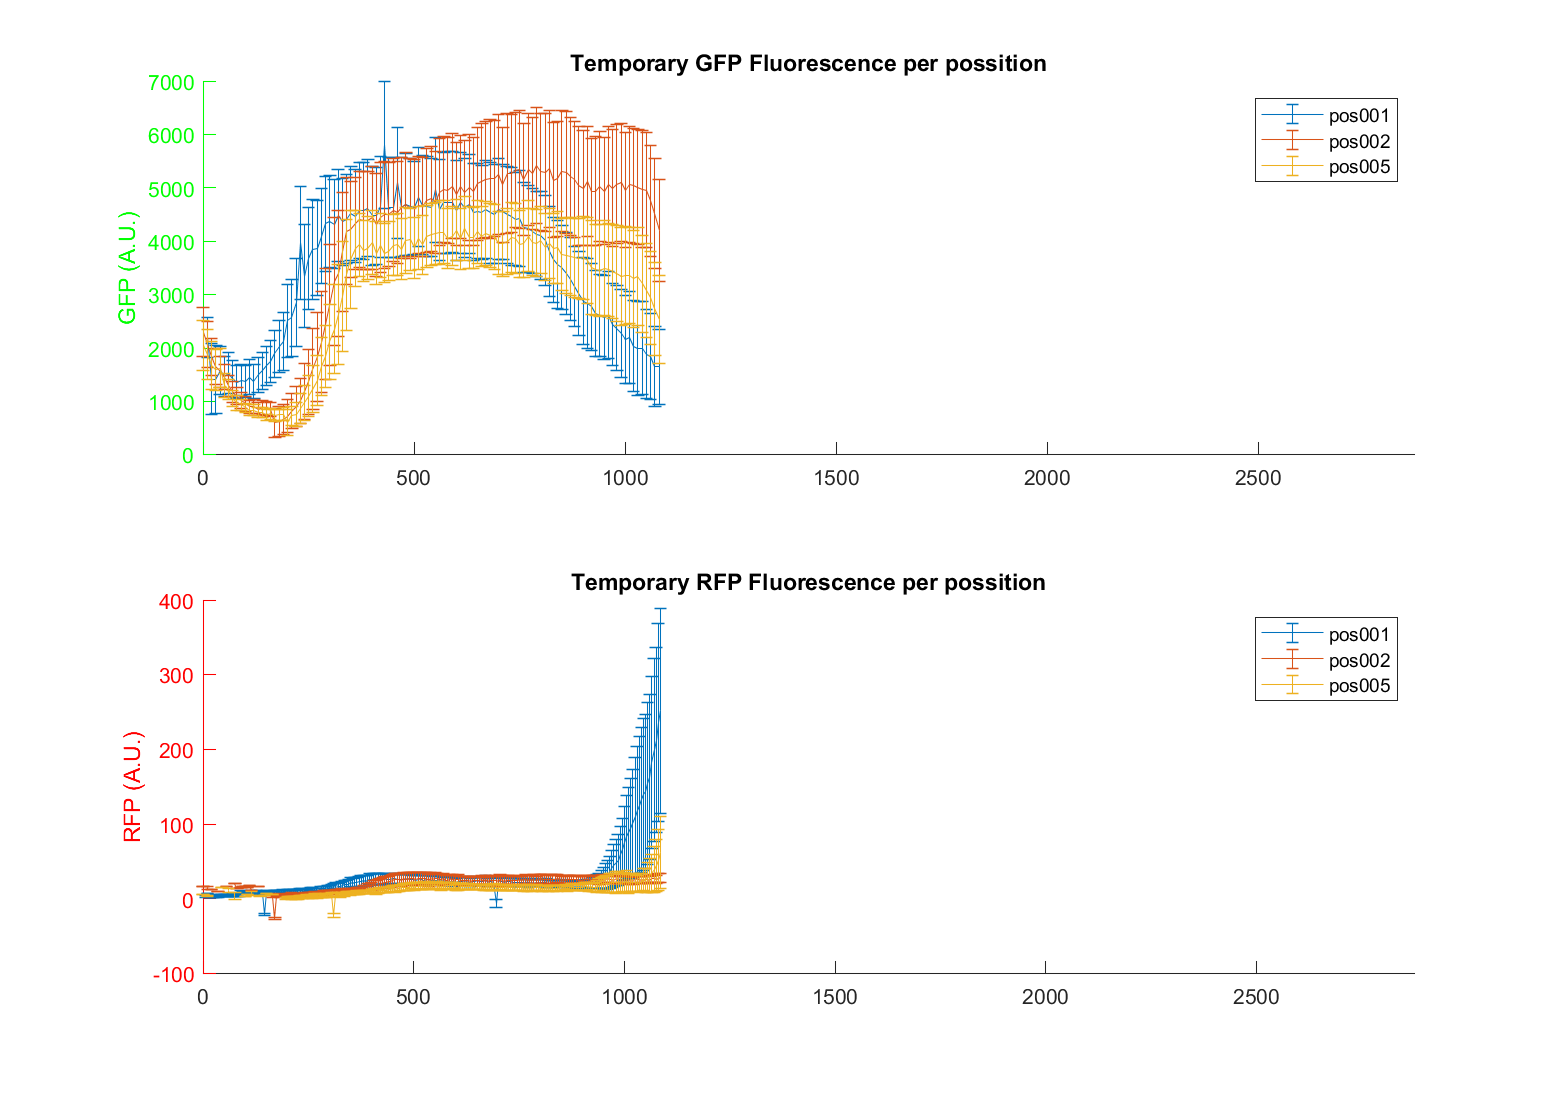 Temporary GFP Fluorescence per possition
7000
6000
5000
4000
3000
2000
1000
0
GFP (A.U.)
0 500 1000 1500 2000 2500
pos001
pos002
pos005
Temporary RFP Fluorescence per possition
400
300
200
100
0
-100
RFP (A.U.)
0 500 1000 1500 2000 2500
pos001
pos002
pos005